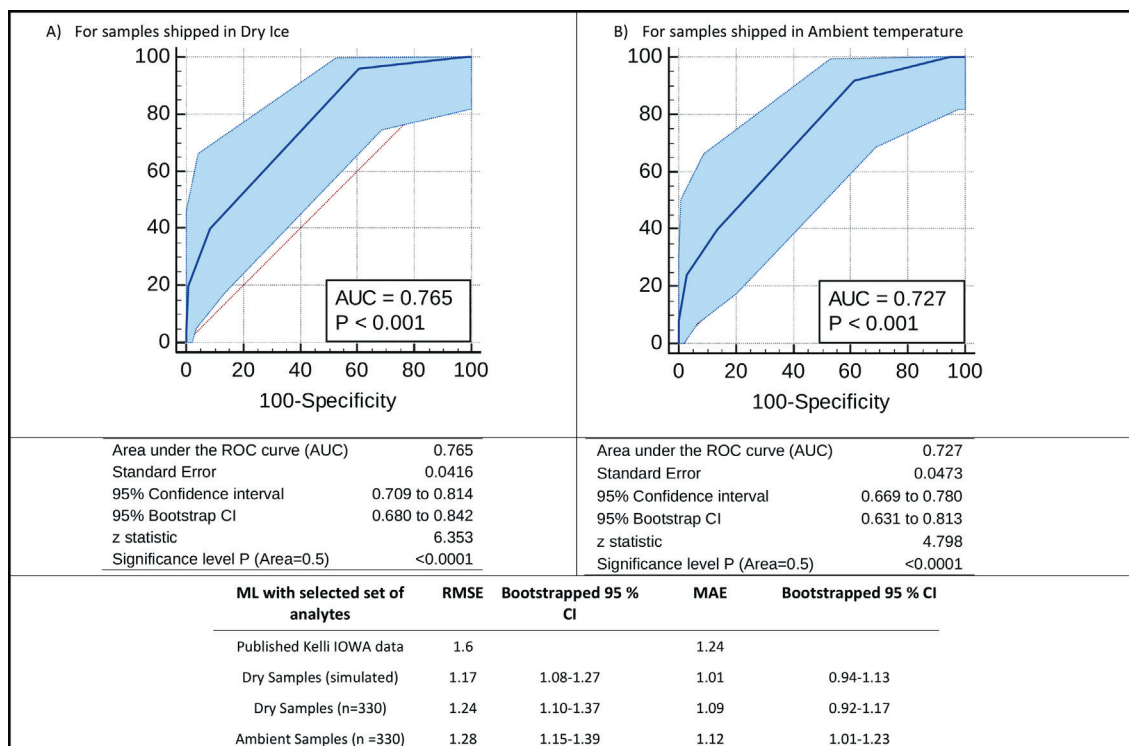 A) For samples shipped in Dry Ice
100
80
60
40
20
0
AUC = 0.765
P < 0.001
0 20 40 60 80 100
100-Specificity
B) For samples shipped in Ambient temperature
100
80
60
40
20
0
AUC = 0.727
P < 0.001
0 20 40 60 80 100
100-Specificity
Area under the ROC curve (AUC) 0.765
Standard Error 0.0416
95% Confidence interval 0.709 to 0.814
95% Bootstrap CI 0.680 to 0.842
z statistic 6.353
Significance level P (Area=0.5) <0.0001
Area under the ROC curve (AUC) 0.727
Standard Error 0.0473
95% Confidence interval 0.669 to 0.780
95% Bootstrap CI 0.631 to 0.813
z statistic 4.798
Significance level P (Area=0.5) <0.0001
ML with selected set of RMSE Bootstrapped 95 % MAE Bootstrapped 95 % CI
analytes CI
Published Kelli IOWA data 1.6 1.24
Dry Samples (simulated) 1.17 1.08-1.27 1.01 0.94-1.13
Dry Samples (n=330) 1.24 1.10-1.37 1.09 0.92-1.17
Ambient Samples (n =330) 1.28 1.15-1.39 1.12 1.01-1.23